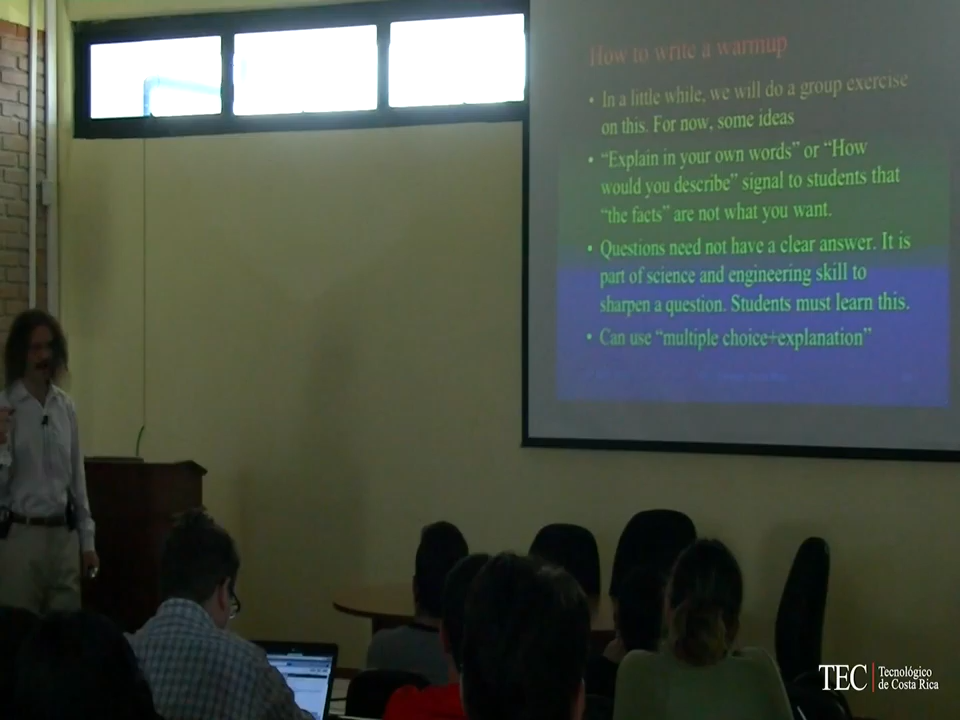 How to write a warmup
• In a little while, we will do a group exercise
on this. For now, some ideas
• “Explain in your own words” or “How
would you describe” signal to students that
“the facts” are not what you want.
• Questions need not have a clear answer. It is
part of science and engineering skill to
sharpen a question. Students must learn this.
• Can use “multiple choice+explanation”
TEC
Tecnológico
de Costa Rica